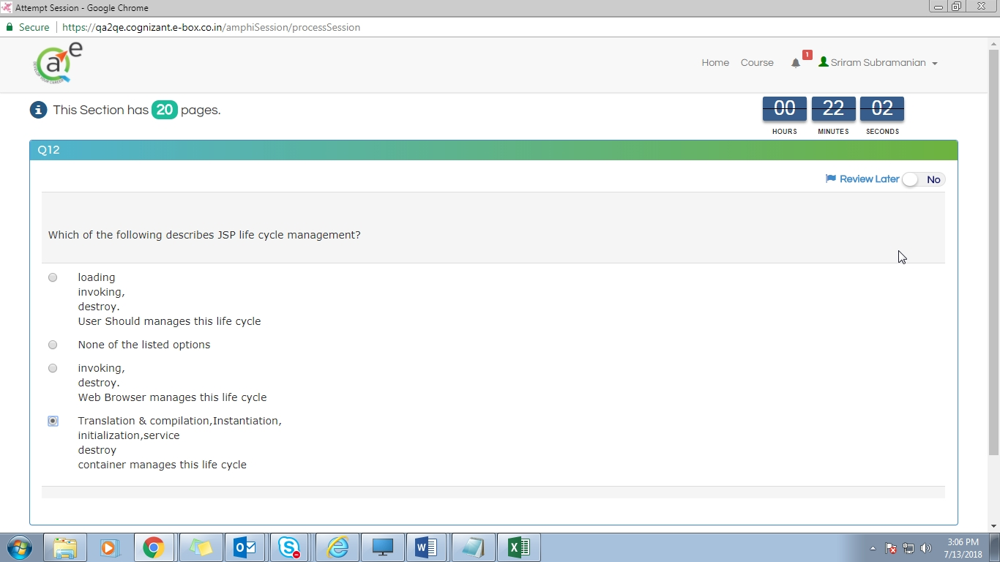 Attempt Session - Google Chrome
Secure https://qa2qe.cognizant.e-box.co.in/amphiSession/processSession
a e
Home Course 1 Sriram Subramanian
This Section has 20 pages.
00 22 02
HOURS MINUTES SECONDS
Q12
Review Later No
Which of the following describes JSP life cycle management?
loading
invoking,
destroy.
User Should manages this life cycle
None of the listed options
invoking,
destroy.
Web Browser manages this life cycle
Translation & compilation,Instantiation,
initialization,service
destroy
container manages this life cycle
3:06 PM
7/13/2018